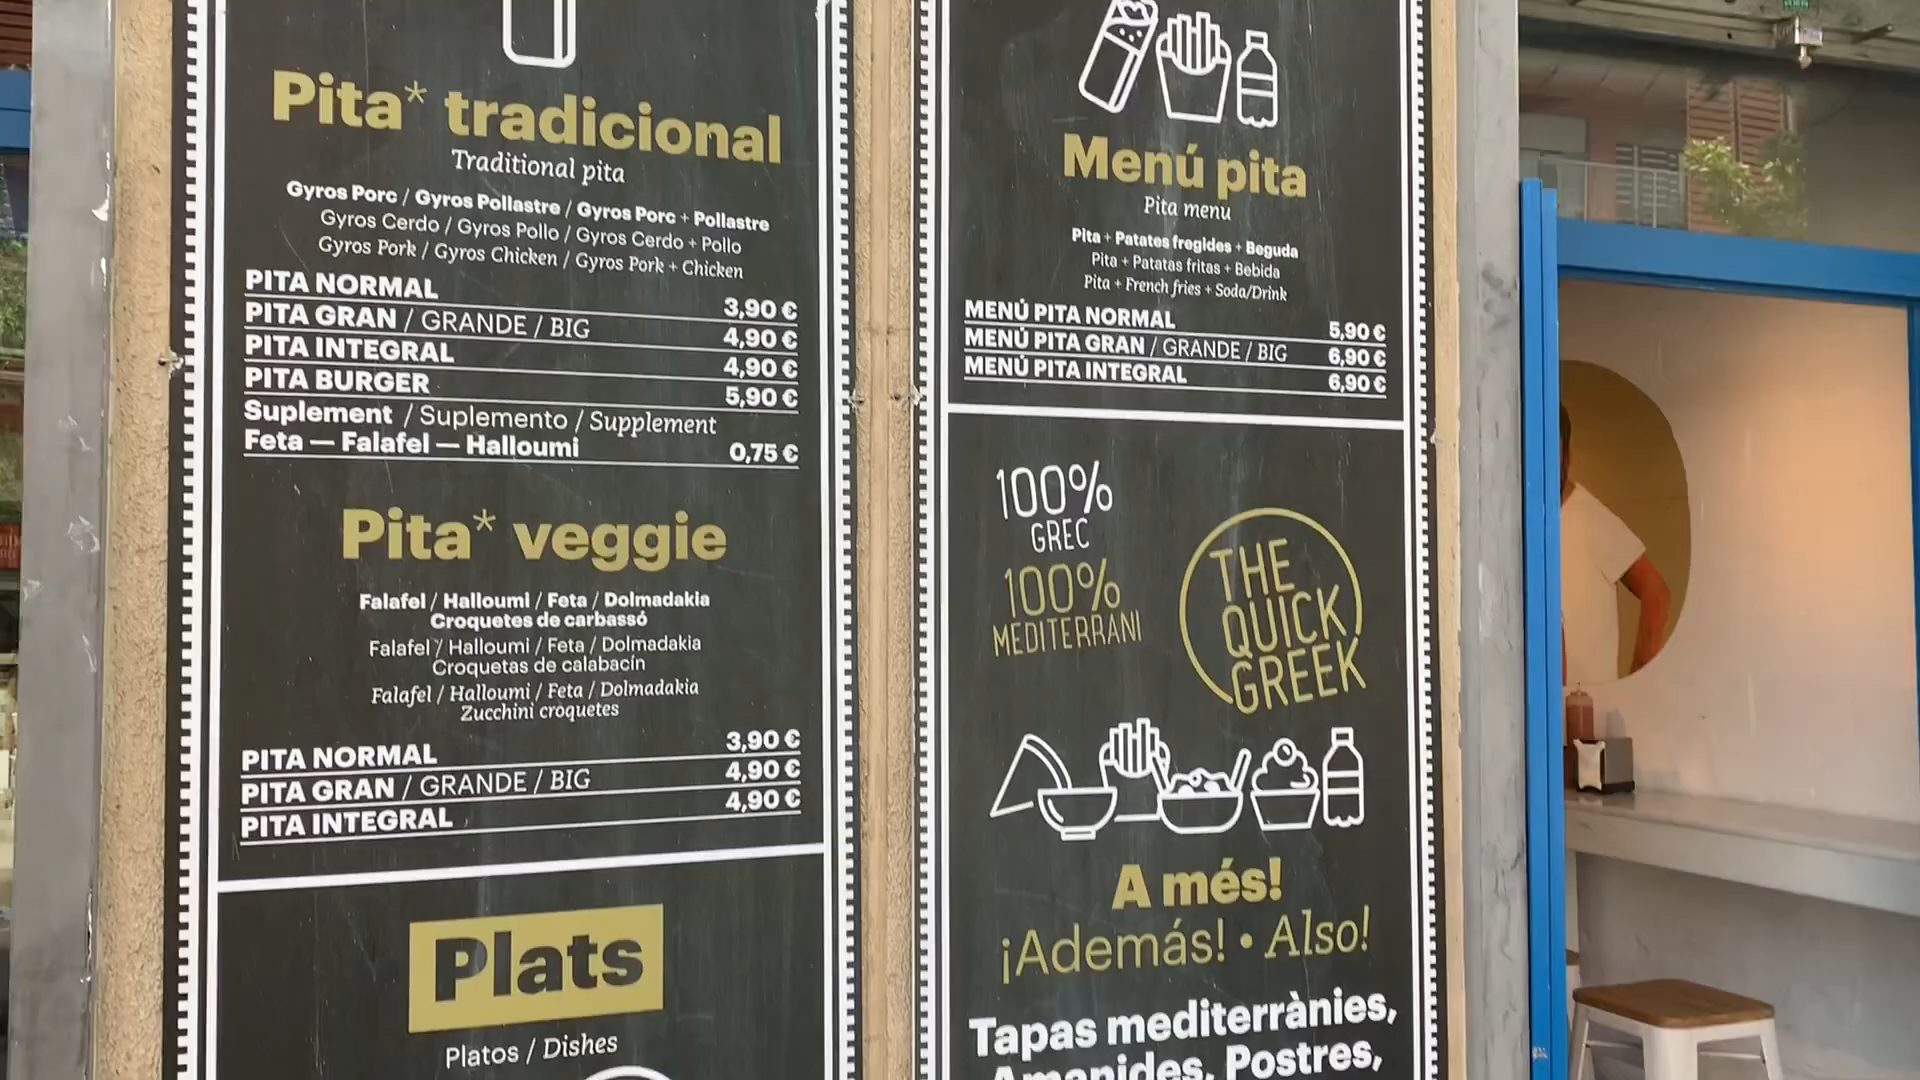 Pita* tradicional
Traditional pita
Gyros Porc / Gyros Pollastre / Gyros Porc + Pollastre
Gyros Cerdo / Gyros Pollo / Gyros Cerdo + Pollo
Gyros Pork / Gyros Chicken / Gyros Pork + Chicken
PITA NORMAL 3,90 €
PITA GRAN / GRANDE / BIG 4,90 €
PITA INTEGRAL 4,90 €
PITA BURGER 5,90 €
Suplement / Suplemento / Supplement
Feta — Falafel — Halloumi 0,75 €
Pita* veggie
Falafel / Halloumi / Feta / Dolmadakia
Croquetes de carbassó
Falafel / Halloumi / Feta / Dolmadakia
Croquetas de calabacín
Falafel / Halloumi / Feta / Dolmadakia
Zucchini croquetes
PITA NORMAL 3,90 €
PITA GRAN / GRANDE / BIG 4,90 €
PITA INTEGRAL 4,90 €
Plats
Platos / Dishes
Menú pita
Pita menu
Pita + Patates fregides + Beguda
Pita + Patatas fritas + Bebida
Pita + French fries + Soda/Drink
MENÚ PITA NORMAL 5,90 €
MENÚ PITA GRAN / GRANDE / BIG 6,90 €
MENÚ PITA INTEGRAL 6,90 €
100%
GREC
100%
MEDITERRANI
THE
QUICK
GREEK
A més!
¡Además! • Also!
Tapas mediterrànies,
Amanides, Postres,